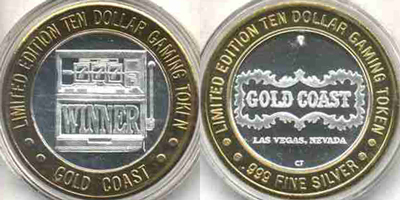 LIMITED EDITION TEN DOLLAR GAMING TOKEN
777
WINNER
GOLD COAST
LIMITED EDITION TEN DOLLAR GAMING TOKEN
GOLD COAST
LAS VEGAS, NEVADA
CT
.999 FINE SILVER